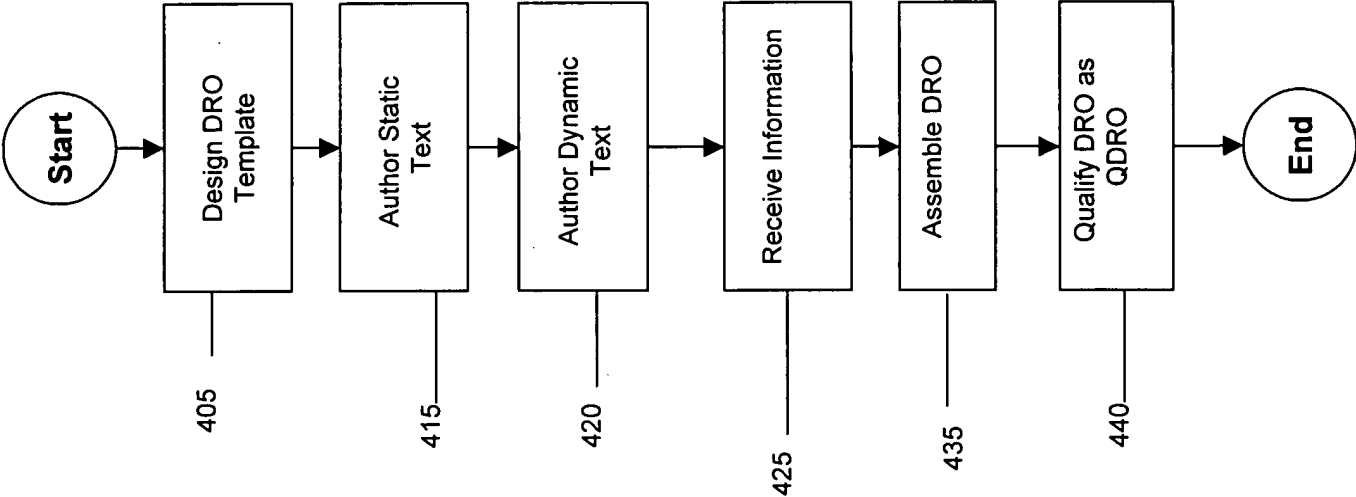 Start
Design DRO
Template
405
Author Static
Text
415
Author Dynamic
Text
420
Receive Information
425
Assemble DRO
435
Qualify DRO as
QDRO
440
End